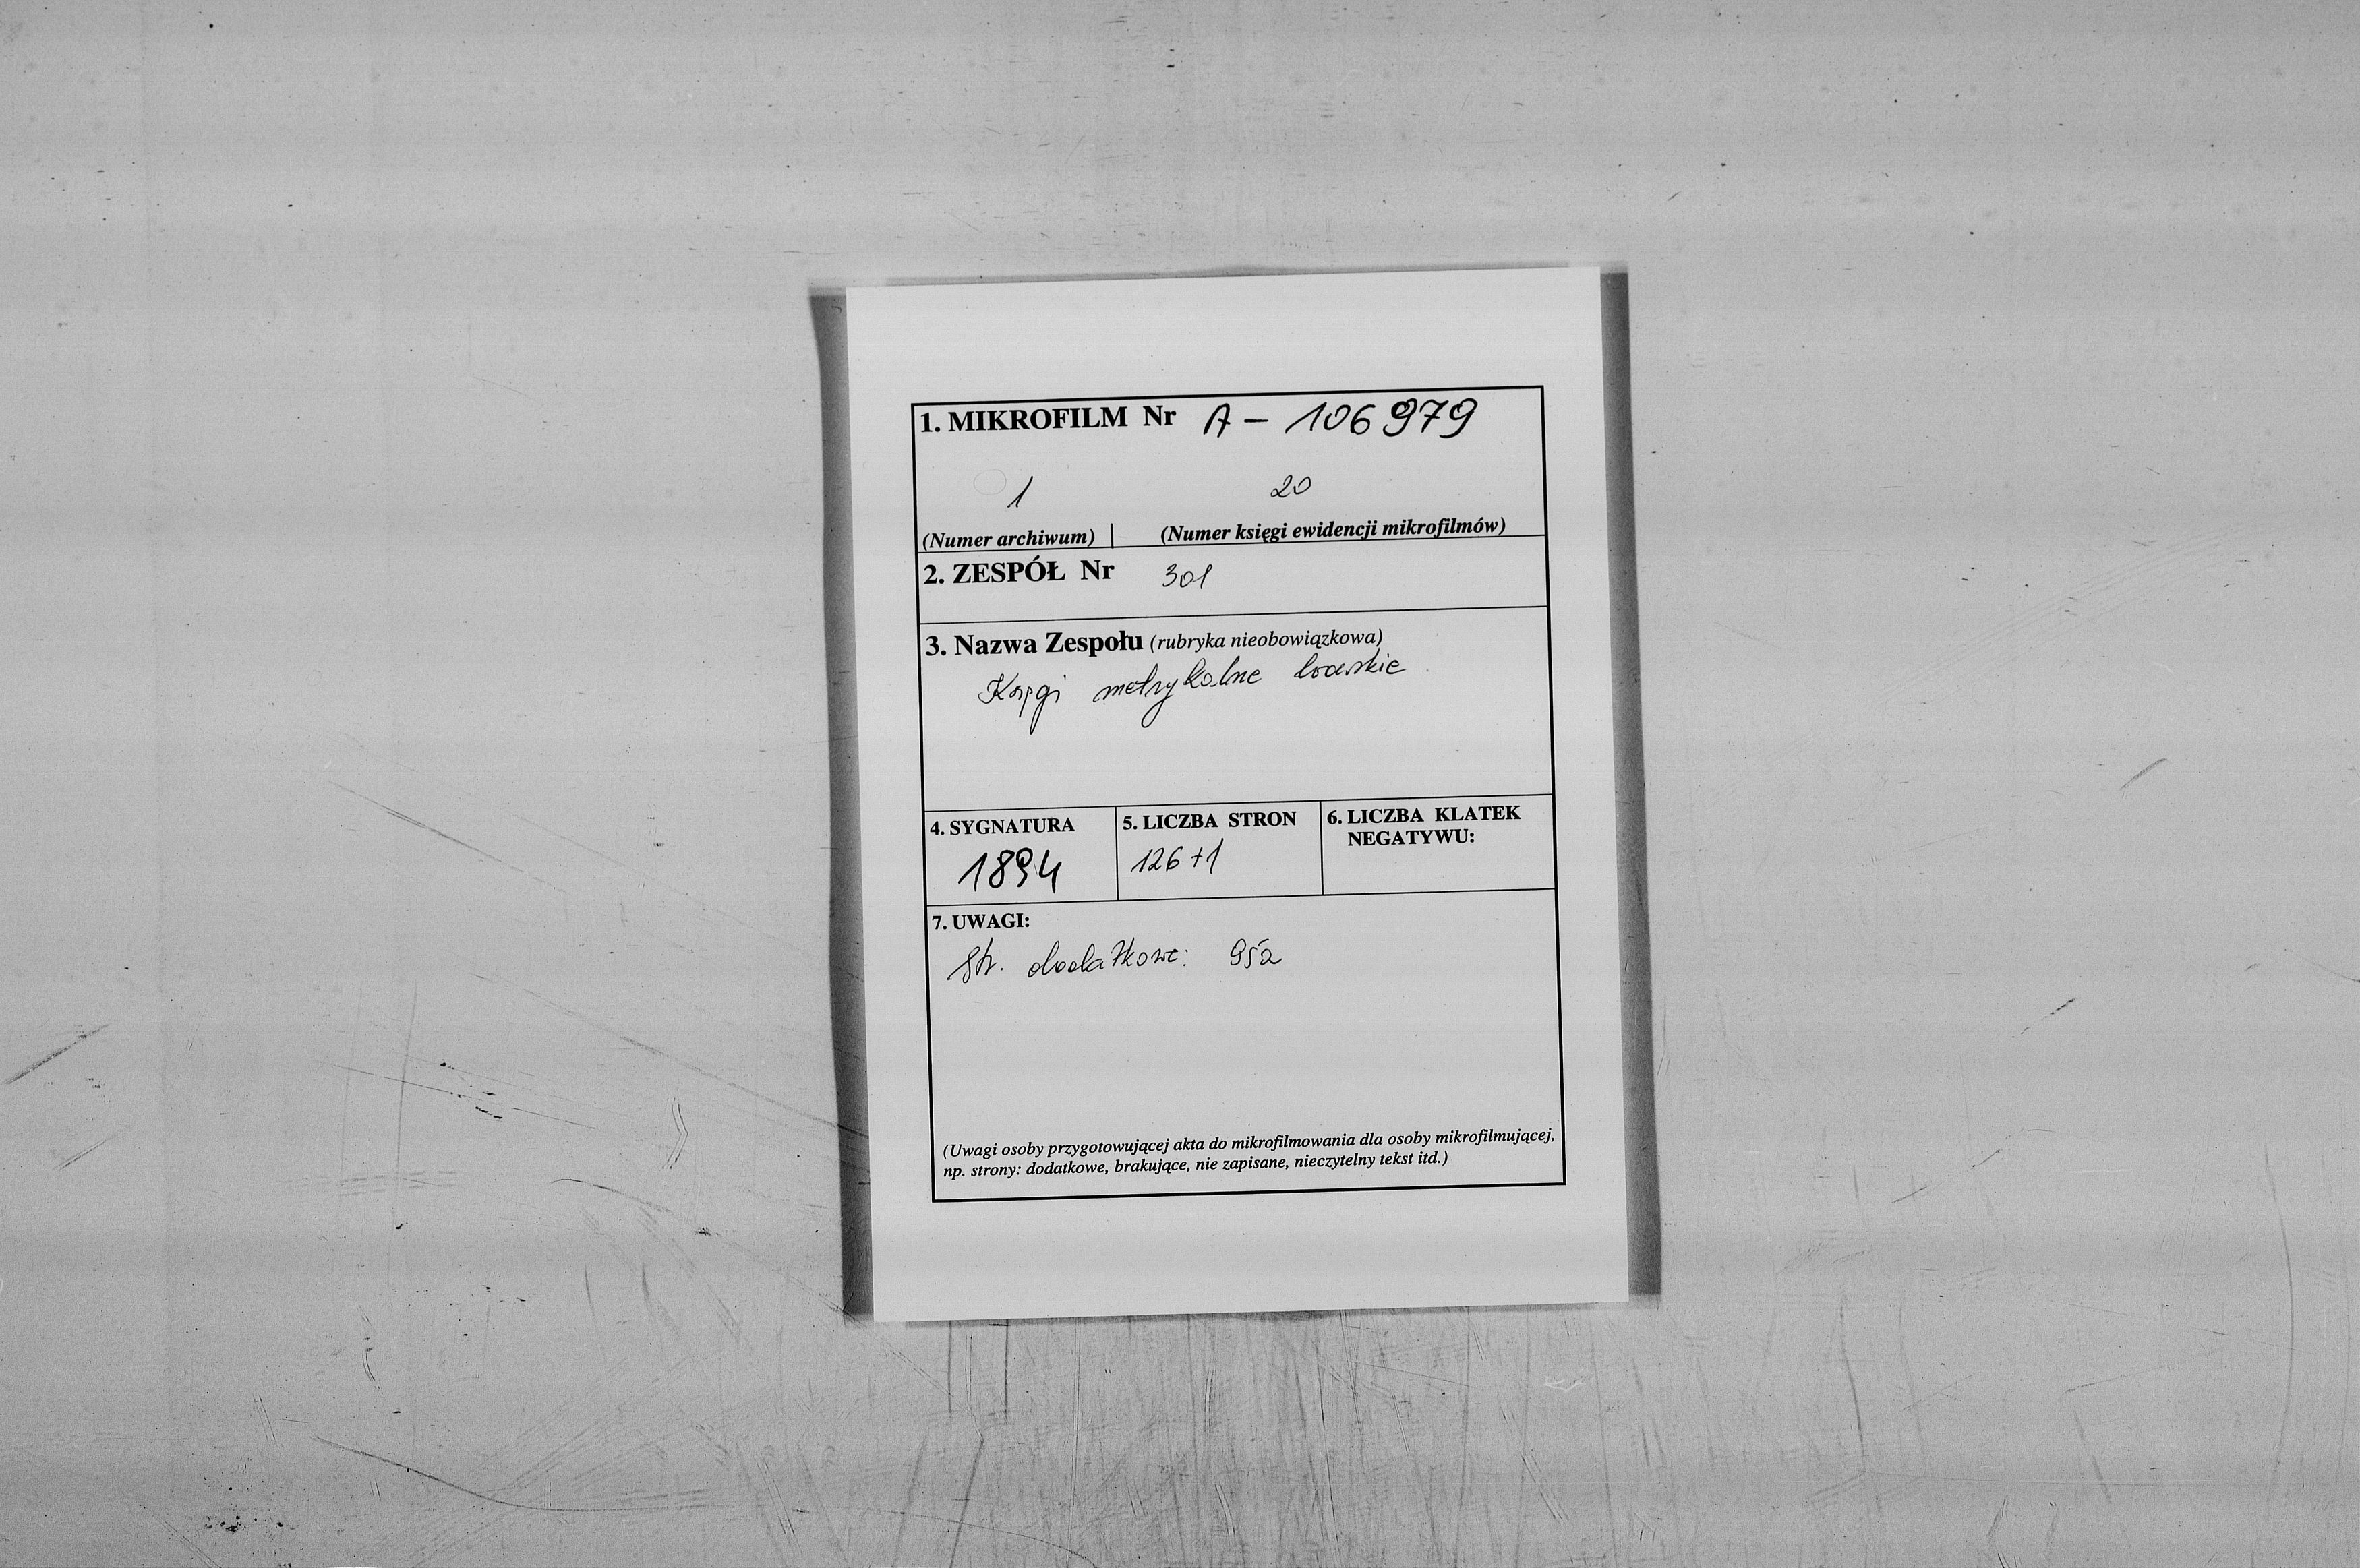 1. MIKROFILM Nr A - 106979
1 20
(Numer archiwum) | (Numer księgi ewidencji mikrofilmów)
2. ZESPÓŁ Nr 301
3. Nazwa Zespołu (rubryka nieobowiązkowa)
Księgi metrykalne
4. SYGNATURA
1894
5. LICZBA STRON
126+1
6. LICZBA KLATEK
NEGATYWU:
7. UWAGI:
Str. dodatkowe: 95a
(Uwagi osoby przygotowującej akta do mikrofilmowania dla osoby mikrofilmującej,
np. strony: dodatkowe, brakujące, nie zapisane, nieczytelny tekst itd.)